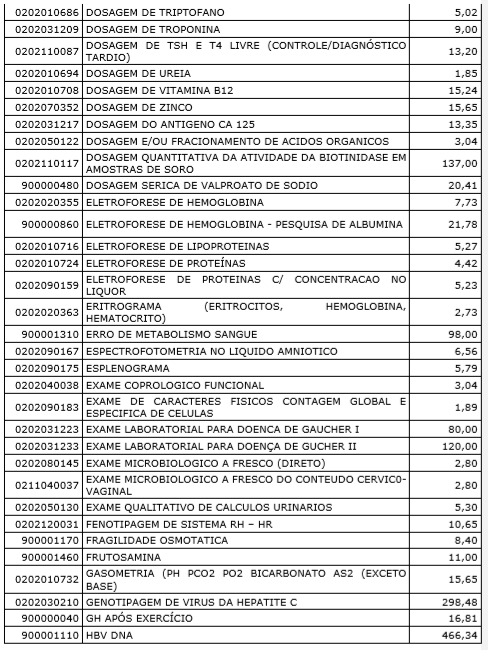 0202010686 DOSAGEM DE TRIPTOFANO 5,02
0202031209 DOSAGEM DE TROPONINA 9,00
0202110087 DOSAGEM DE TSH E T4 LIVRE (CONTROLE/DIAGNÓSTICO TARDIO) 13,20
0202010694 DOSAGEM DE UREIA 1,85
0202010708 DOSAGEM DE VITAMINA B12 15,24
0202070352 DOSAGEM DE ZINCO 15,65
0202031217 DOSAGEM DO ANTIGENO CA 125 13,35
0202050122 DOSAGEM E/OU FRACIONAMENTO DE ACIDOS ORGANICOS 3,04
0202110117 DOSAGEM QUANTITATIVA DA ATIVIDADE DA BIOTINIDASE EM AMOSTRAS DE SORO 137,00
900000480 DOSAGEM SERICA DE VALPROATO DE SODIO 20,41
0202020355 ELETROFORESE DE HEMOGLOBINA 7,73
900000860 ELETROFORESE DE HEMOGLOBINA - PESQUISA DE ALBUMINA 21,78
0202010716 ELETROFORESE DE LIPOPROTEINAS 5,27
0202010724 ELETROFORESE DE PROTEÍNAS 4,42
0202090159 ELETROFORESE DE PROTEINAS C/ CONCENTRACAO NO LIQUOR 5,23
0202020363 ERITROGRAMA (ERITROCITOS, HEMOGLOBINA, HEMATOCRITO) 2,73
900001310 ERRO DE METABOLISMO SANGUE 98,00
0202090167 ESPECTROFOTOMETRIA NO LIQUIDO AMNIOTICO 6,56
0202090175 ESPLENOGRAMA 5,79
0202040038 EXAME COPROLOGICO FUNCIONAL 3,04
0202090183 EXAME DE CARACTERES FISICOS CONTAGEM GLOBAL E ESPECIFICA DE CELULAS 1,89
0202031223 EXAME LABORATORIAL PARA DOENCA DE GAUCHER I 80,00
0202031233 EXAME LABORATORIAL PARA DOENÇA DE GUCHER II 120,00
0202080145 EXAME MICROBIOLOGICO A FRESCO (DIRETO) 2,80
0211040037 EXAME MICROBIOLOGICO A FRESCO DO CONTEUDO CERVIC0-VAGINAL 2,80
0202050130 EXAME QUALITATIVO DE CALCULOS URINARIOS 5,30
0202120031 FENOTIPAGEM DE SISTEMA RH – HR 10,65
900001170 FRAGILIDADE OSMOTATICA 8,40
900001460 FRUTOSAMINA 11,00
0202010732 GASOMETRIA (PH PCO2 PO2 BICARBONATO AS2 (EXCETO BASE) 15,65
0202030210 GENOTIPAGEM DE VIRUS DA HEPATITE C 298,48
900000040 GH APÓS EXERCÍCIO 16,81
900001110 HBV DNA 466,34